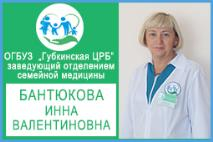 ОГБУЗ „Губкинская ЦРБ"
заведующий отделением
семейной медицины
БАНТЮКОВА
ИННА
ВАЛЕНТИНОВНА